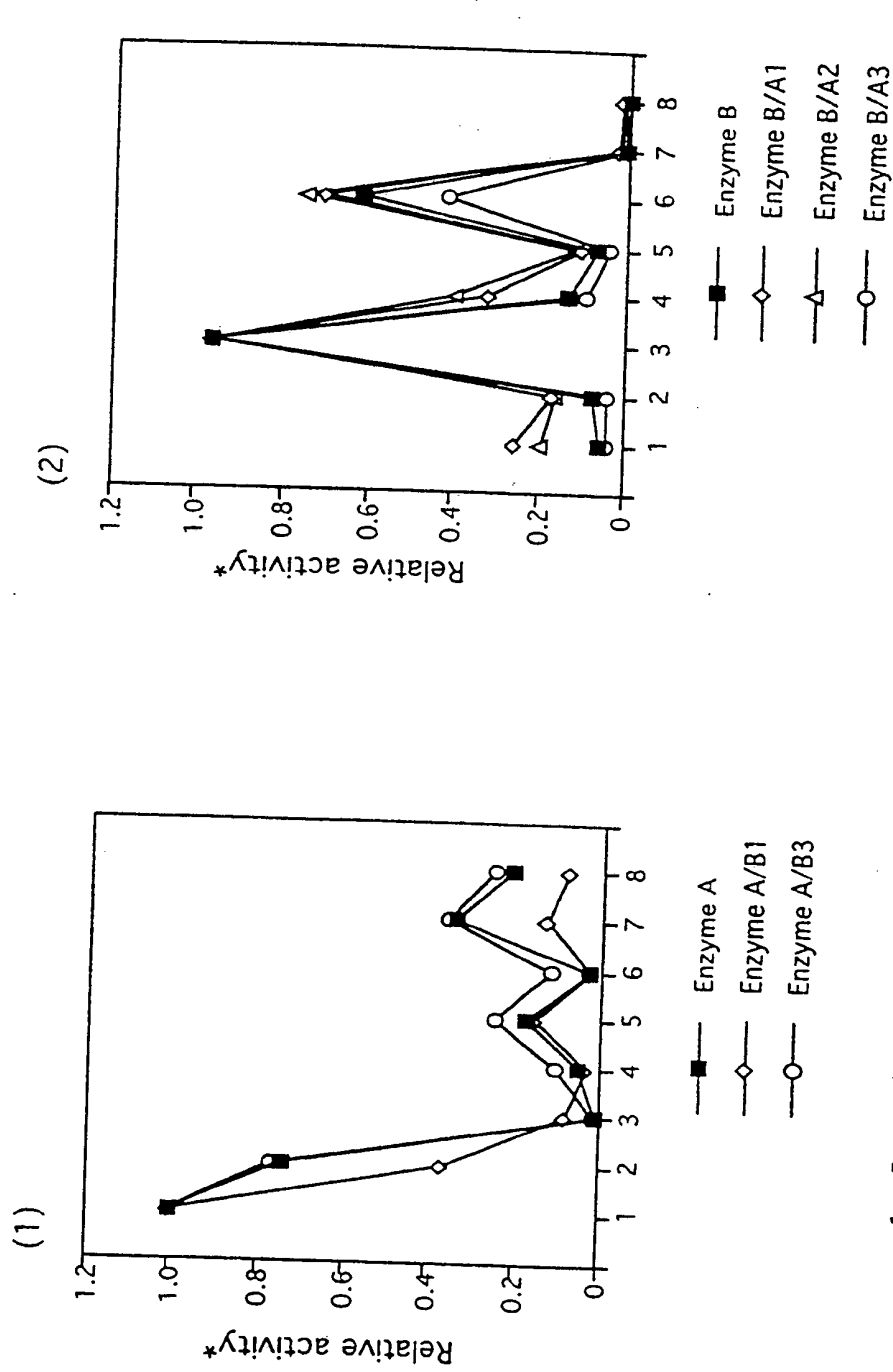 (1)
Relative activity*
1.2
1.0
0.8
0.6
0.4
0.2
0
1 2 3 4 5 6 7 8
Enzyme A
Enzyme A/B1
Enzyme A/B3
(2)
Relative activity*
1.2
1.0
0.8
0.6
0.4
0.2
0
1 2 3 4 5 6 7 8
Enzyme B
Enzyme B/A1
Enzyme B/A2
Enzyme B/A3